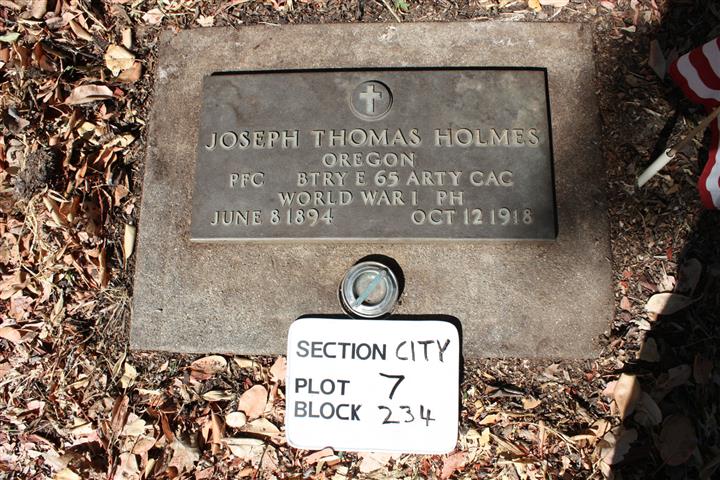 JOSEPH THOMAS HOLMES
OREGON
PFC BTRY E 65 ARTY CAC
WORLD WAR I PH
JUNE 8 1894 OCT 12 1918
SECTION CITY
PLOT 7
BLOCK 234